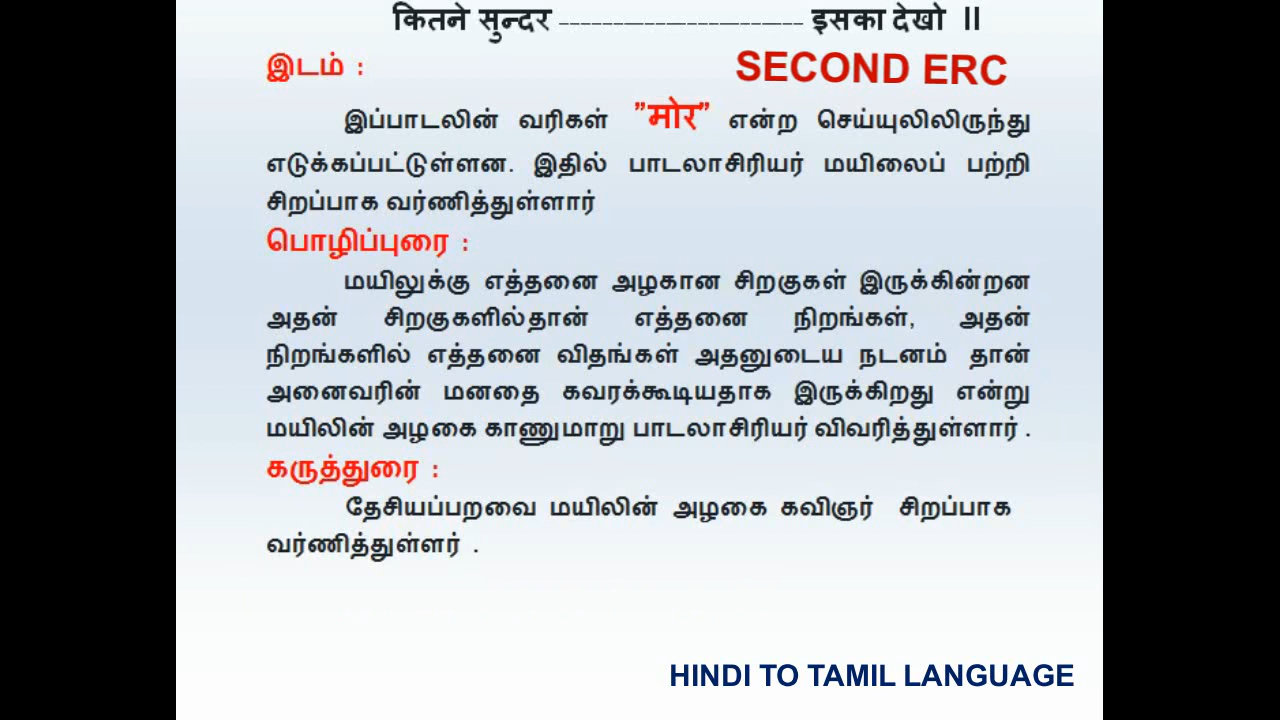 कितने सुन्दर ------------------------ इसका देखो ॥
இடம் :
SECOND ERC
இப்பாடலின் வரிகள் ”मोर” என்ற செய்யுலிலிருந்து
எடுக்கப்பட்டுள்ளன. இதில் பாடலாசிரியர் மயிலைப் பற்றி
சிறப்பாக வர்ணித்துள்ளார்
பொழிப்புரை :
மயிலுக்கு எத்தனை அழகான சிறகுகள் இருக்கின்றன
அதன் சிறகுகளில்தான் எத்தனை நிறங்கள், அதன்
நிறங்களில் எத்தனை விதங்கள் அதனுடைய நடனம் தான்
அனைவரின் மனதை கவரக்கூடியதாக இருக்கிறது என்று
மயிலின் அழகை காணுமாறு பாடலாசிரியர் விவரித்துள்ளார் .
கருத்துரை :
தேசியப்பறவை மயிலின் அழகை கவிஞர் சிறப்பாக
வர்ணித்துள்ளர் .
HINDI TO TAMIL LANGUAGE